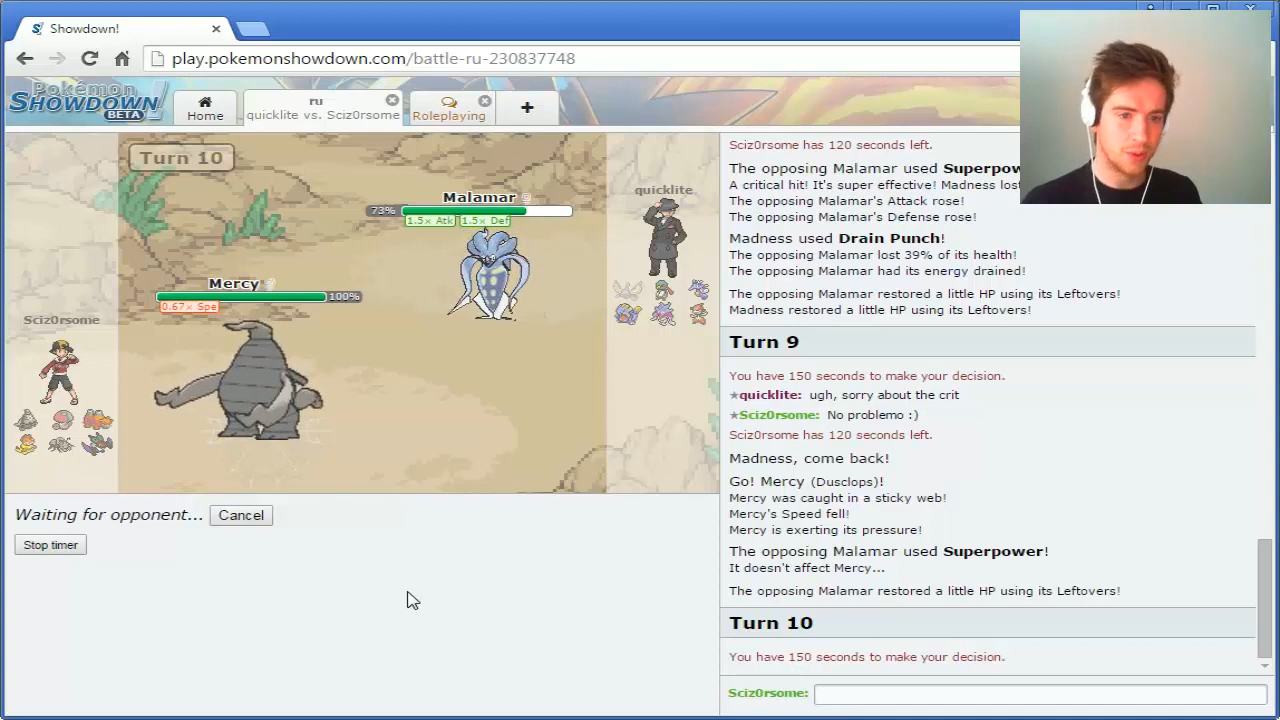 Showdown!
play.pokemonshowdown.com/battle-ru-230837748
Pokémon
SHOWDOWN!
BETA
Home
ru
quicklite vs. Sciz0rsome
Roleplaying
Turn 10
Malamar
73%
1.5× Atk 1.5× Def
quicklite
Mercy
100%
0.67× Spe
Sciz0rsome
Waiting for opponent... Cancel
Stop timer
Sciz0rsome has 120 seconds left.
The opposing Malamar used Superpow
A critical hit! It's super effective! Madness lost
The opposing Malamar's Attack rose!
The opposing Malamar's Defense rose!
Madness used Drain Punch!
The opposing Malamar lost 39% of its health!
The opposing Malamar had its energy drained!
The opposing Malamar restored a little HP using its Leftovers!
Madness restored a little HP using its Leftovers!
Turn 9
You have 150 seconds to make your decision.
★quicklite: ugh, sorry about the crit
★Sciz0rsome: No problemo :)
Sciz0rsome has 120 seconds left.
Madness, come back!
Go! Mercy (Dusclops)!
Mercy was caught in a sticky web!
Mercy's Speed fell!
Mercy is exerting its pressure!
The opposing Malamar used Superpower!
It doesn't affect Mercy...
The opposing Malamar restored a little HP using its Leftovers!
Turn 10
You have 150 seconds to make your decision.
Sciz0rsome: